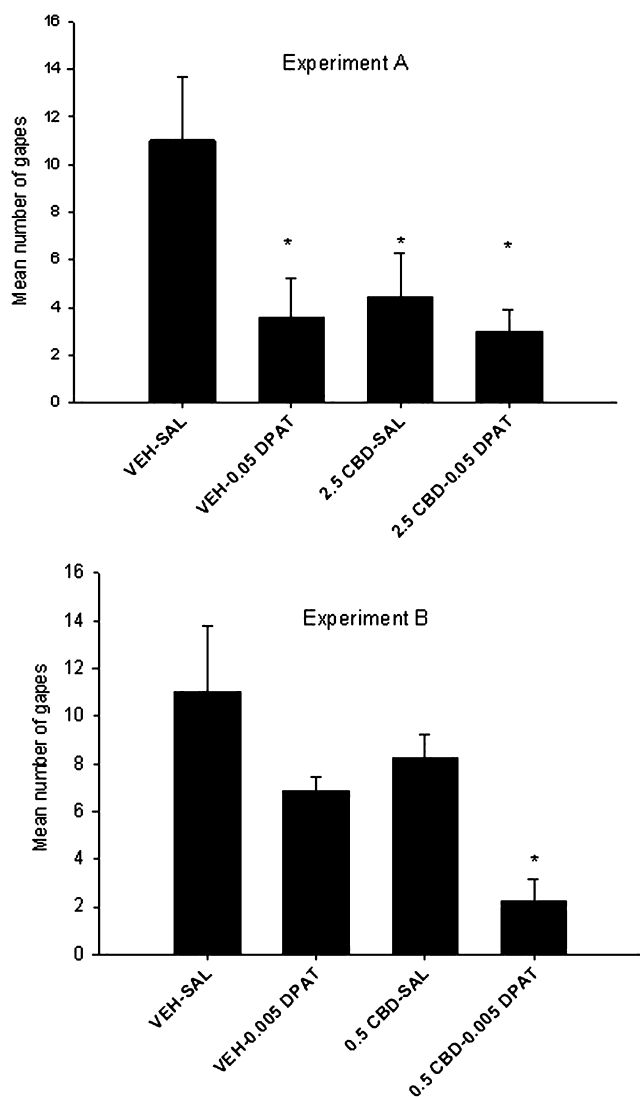 Experiment A
Mean number of gapes
16
14
12
10
8
6
4
2
0
*
*
*
VEH-SAL
VEH-0.05 DPAT
2.5 CBD-SAL
2.5 CBD-0.05 DPAT
Experiment B
Mean number of gapes
16
14
12
10
8
6
4
2
0
*
VEH-SAL
VEH-0.005 DPAT
0.5 CBD-SAL
0.5 CBD-0.005 DPAT